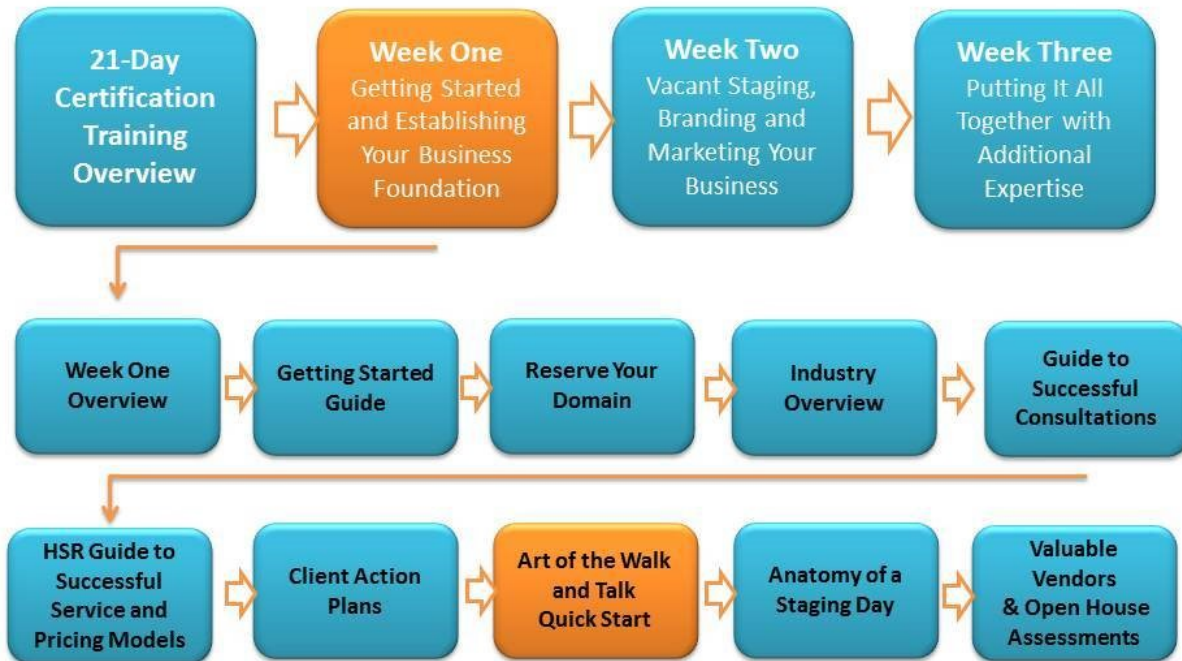 21-Day
Certification
Training
Overview
Week One
Getting Started
and Establishing
Your Business
Foundation
Week Two
Vacant Staging,
Branding and
Marketing Your
Business
Week Three
Putting It All
Together with
Additional
Expertise
Week One
Overview
Getting Started
Guide
Reserve Your
Domain
Industry
Overview
Guide to
Successful
Consultations
HSR Guide to
Successful
Service and
Pricing Models
Client Action
Plans
Art of the Walk
and Talk
Quick Start
Anatomy of a
Staging Day
Valuable
Vendors
& Open House
Assessments